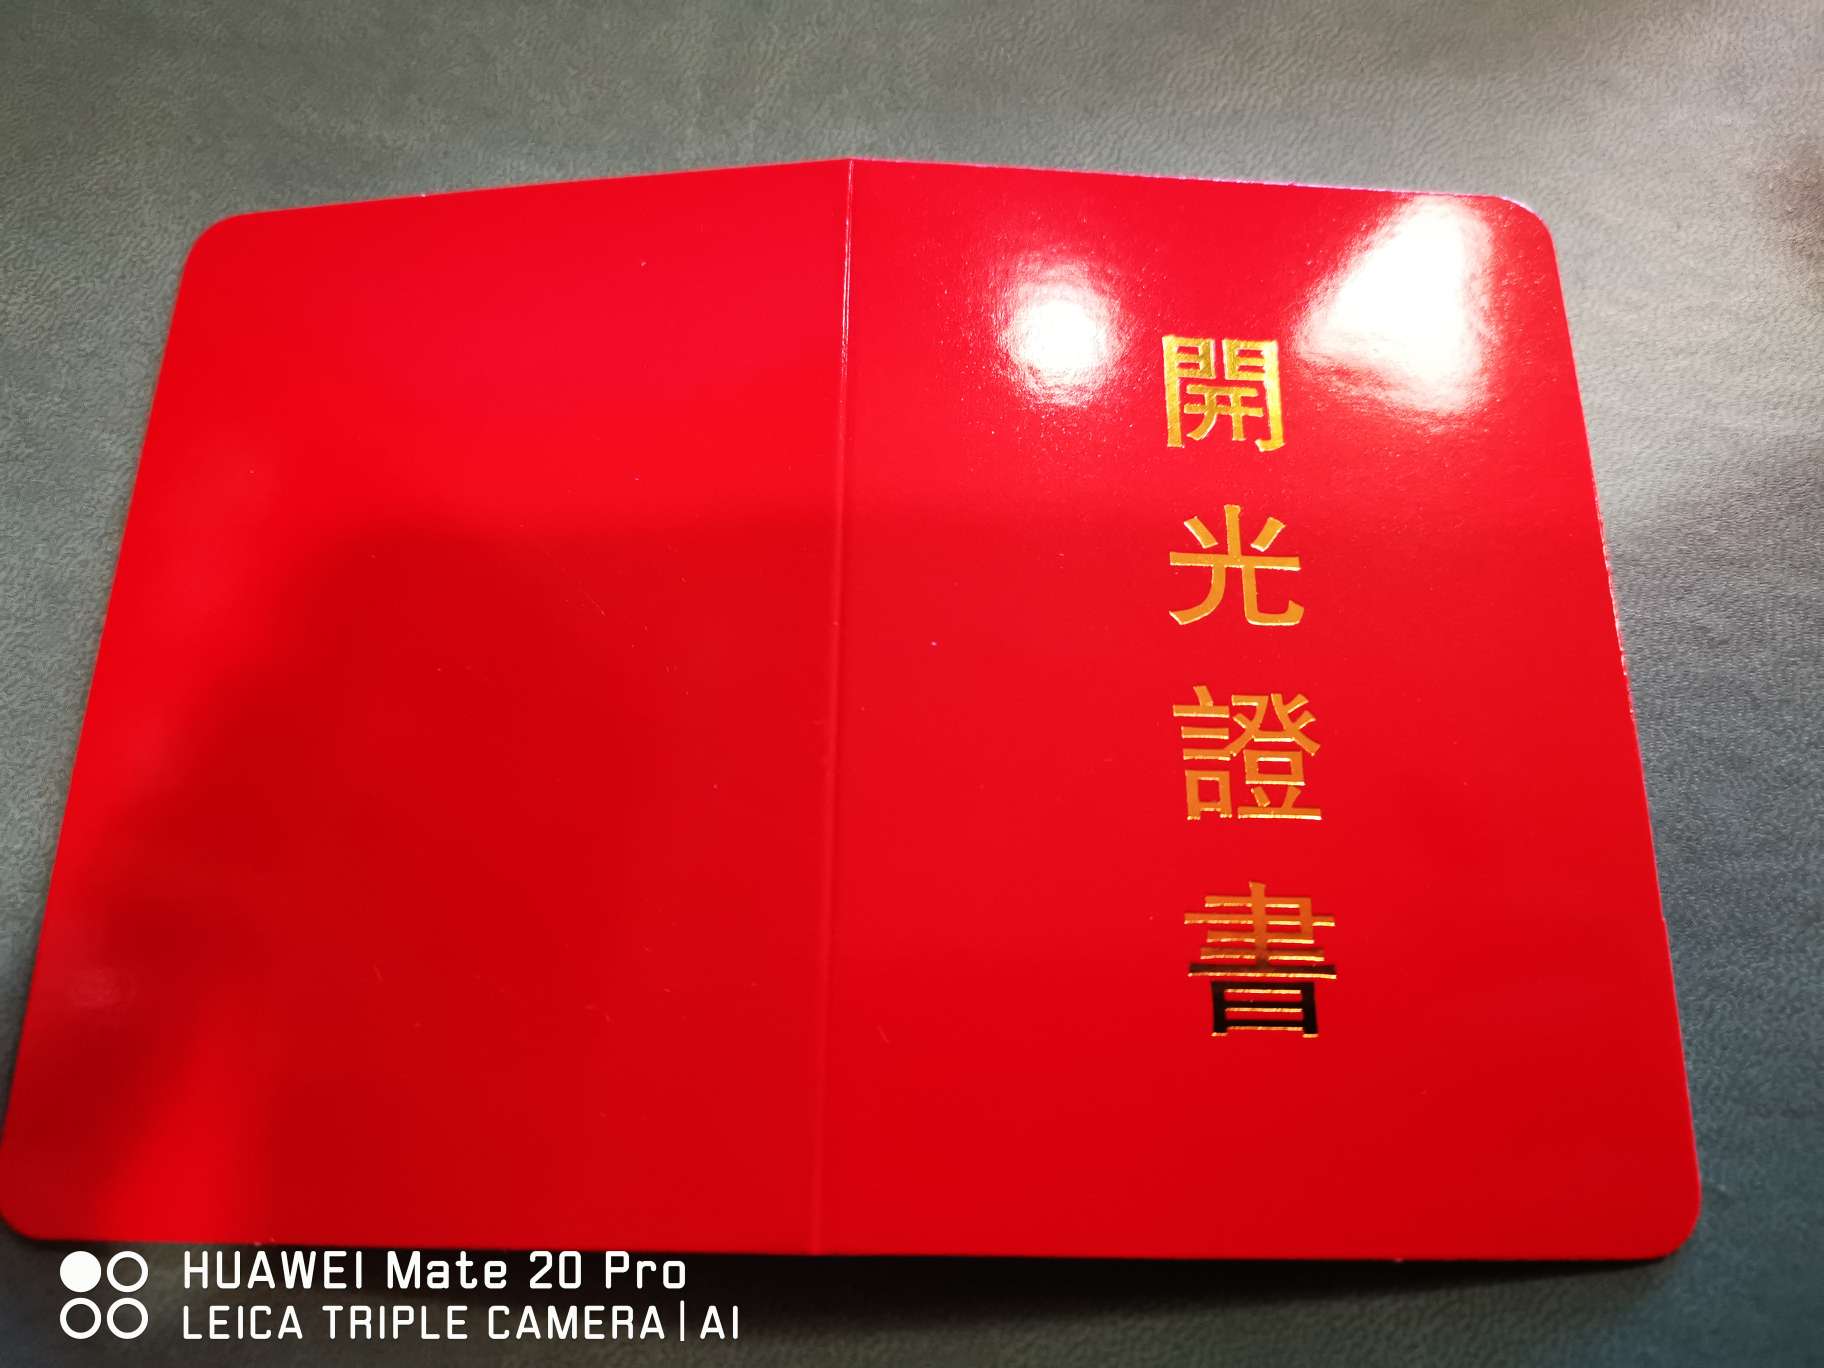 開光證書
HUAWEI Mate 20 Pro
LEICA TRIPLE CAMERA | AI